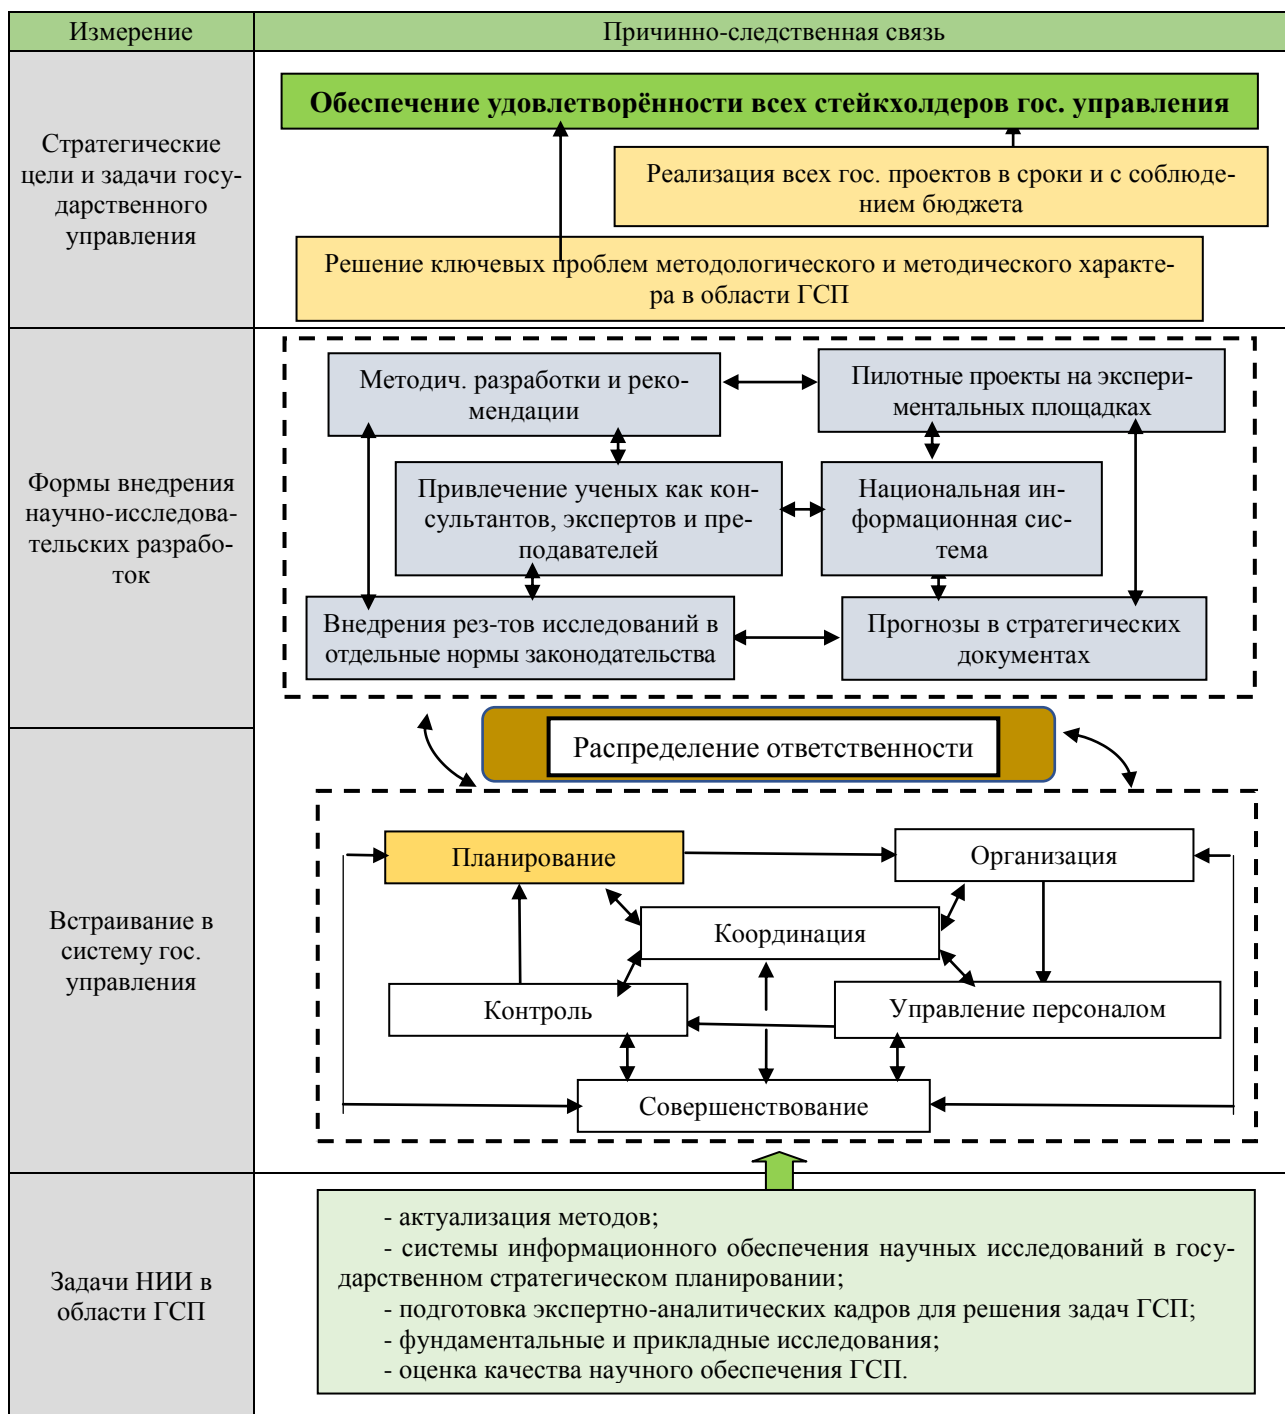 Измерение
Причинно-следственная связь
Стратегические
цели и задачи госу-
дарственного
управления
Обеспечение удовлетворённости всех стейкхолдеров гос. управления
Реализация всех гос. проектов в сроки и с соблюде-
нием бюджета
Решение ключевых проблем методологического и методического характе-
ра в области ГСП
Формы внедрения
научно-исследова-
тельских разрабо-
ток
Методич. разработки и реко-
мендации
Пилотные проекты на экспери-
ментальных площадках
Привлечение ученых как кон-
сультантов, экспертов и пре-
подавателей
Национальная ин-
формационная сис-
тема
Внедрения рез-тов исследований в
отдельные нормы законодательства
Прогнозы в стратегических
документах
Распределение ответственности
Встраивание в
систему гос.
управления
Планирование
Организация
Координация
Контроль
Управление персоналом
Совершенствование
Задачи НИИ в
области ГСП
- актуализация методов;
- системы информационного обеспечения научных исследований в госу-
дарственном стратегическом планировании;
- подготовка экспертно-аналитических кадров для решения задач ГСП;
- фундаментальные и прикладные исследования;
- оценка качества научного обеспечения ГСП.